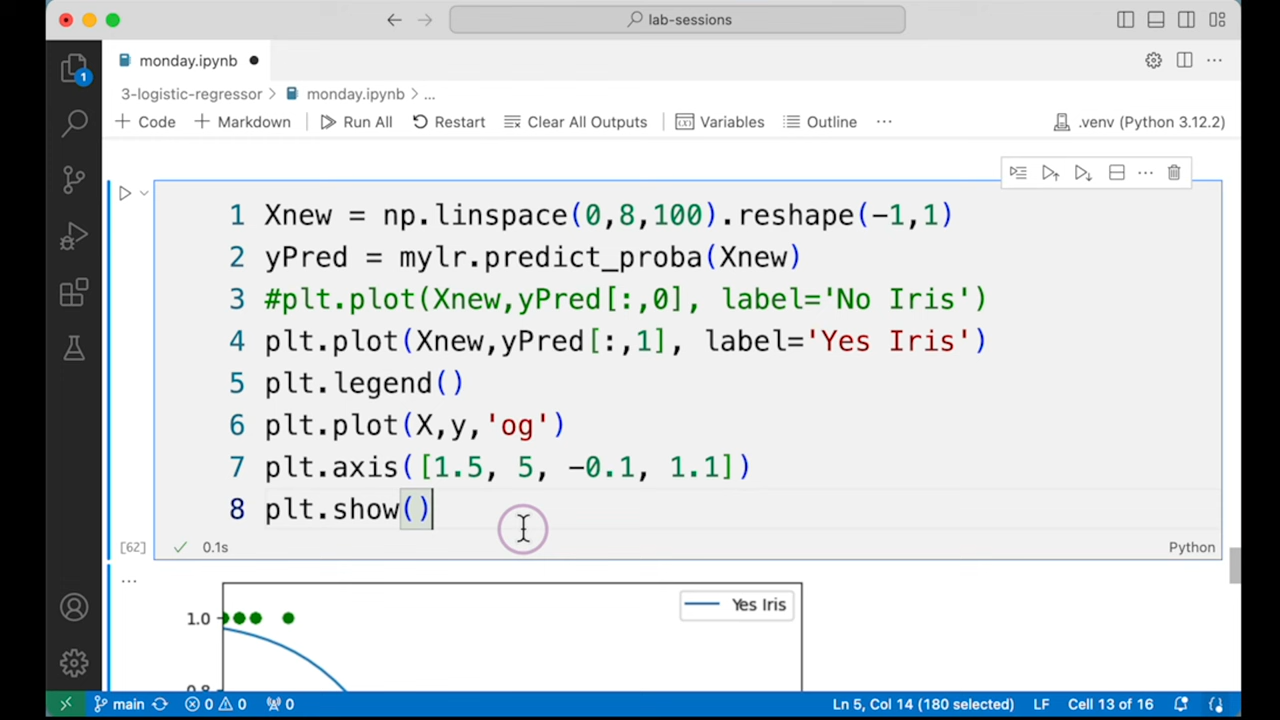 lab-sessions
monday.ipynb
3-logistic-regressor > monday.ipynb > ...
+ Code + Markdown Run All Restart Clear All Outputs Variables Outline ... .venv (Python 3.12.2)
1 Xnew = np.linspace(0,8,100).reshape(-1,1)
2 yPred = mylr.predict_proba(Xnew)
3 #plt.plot(Xnew,yPred[:,0], label='No Iris')
4 plt.plot(Xnew,yPred[:,1], label='Yes Iris')
5 plt.legend()
6 plt.plot(X,y,'og')
7 plt.axis([1.5, 5, -0.1, 1.1])
8 plt.show()
[62] 0.1s Python
...
Yes Iris
1.0
0.8
1
main 0 0 0 Ln 5, Col 14 (180 selected) LF Cell 13 of 16